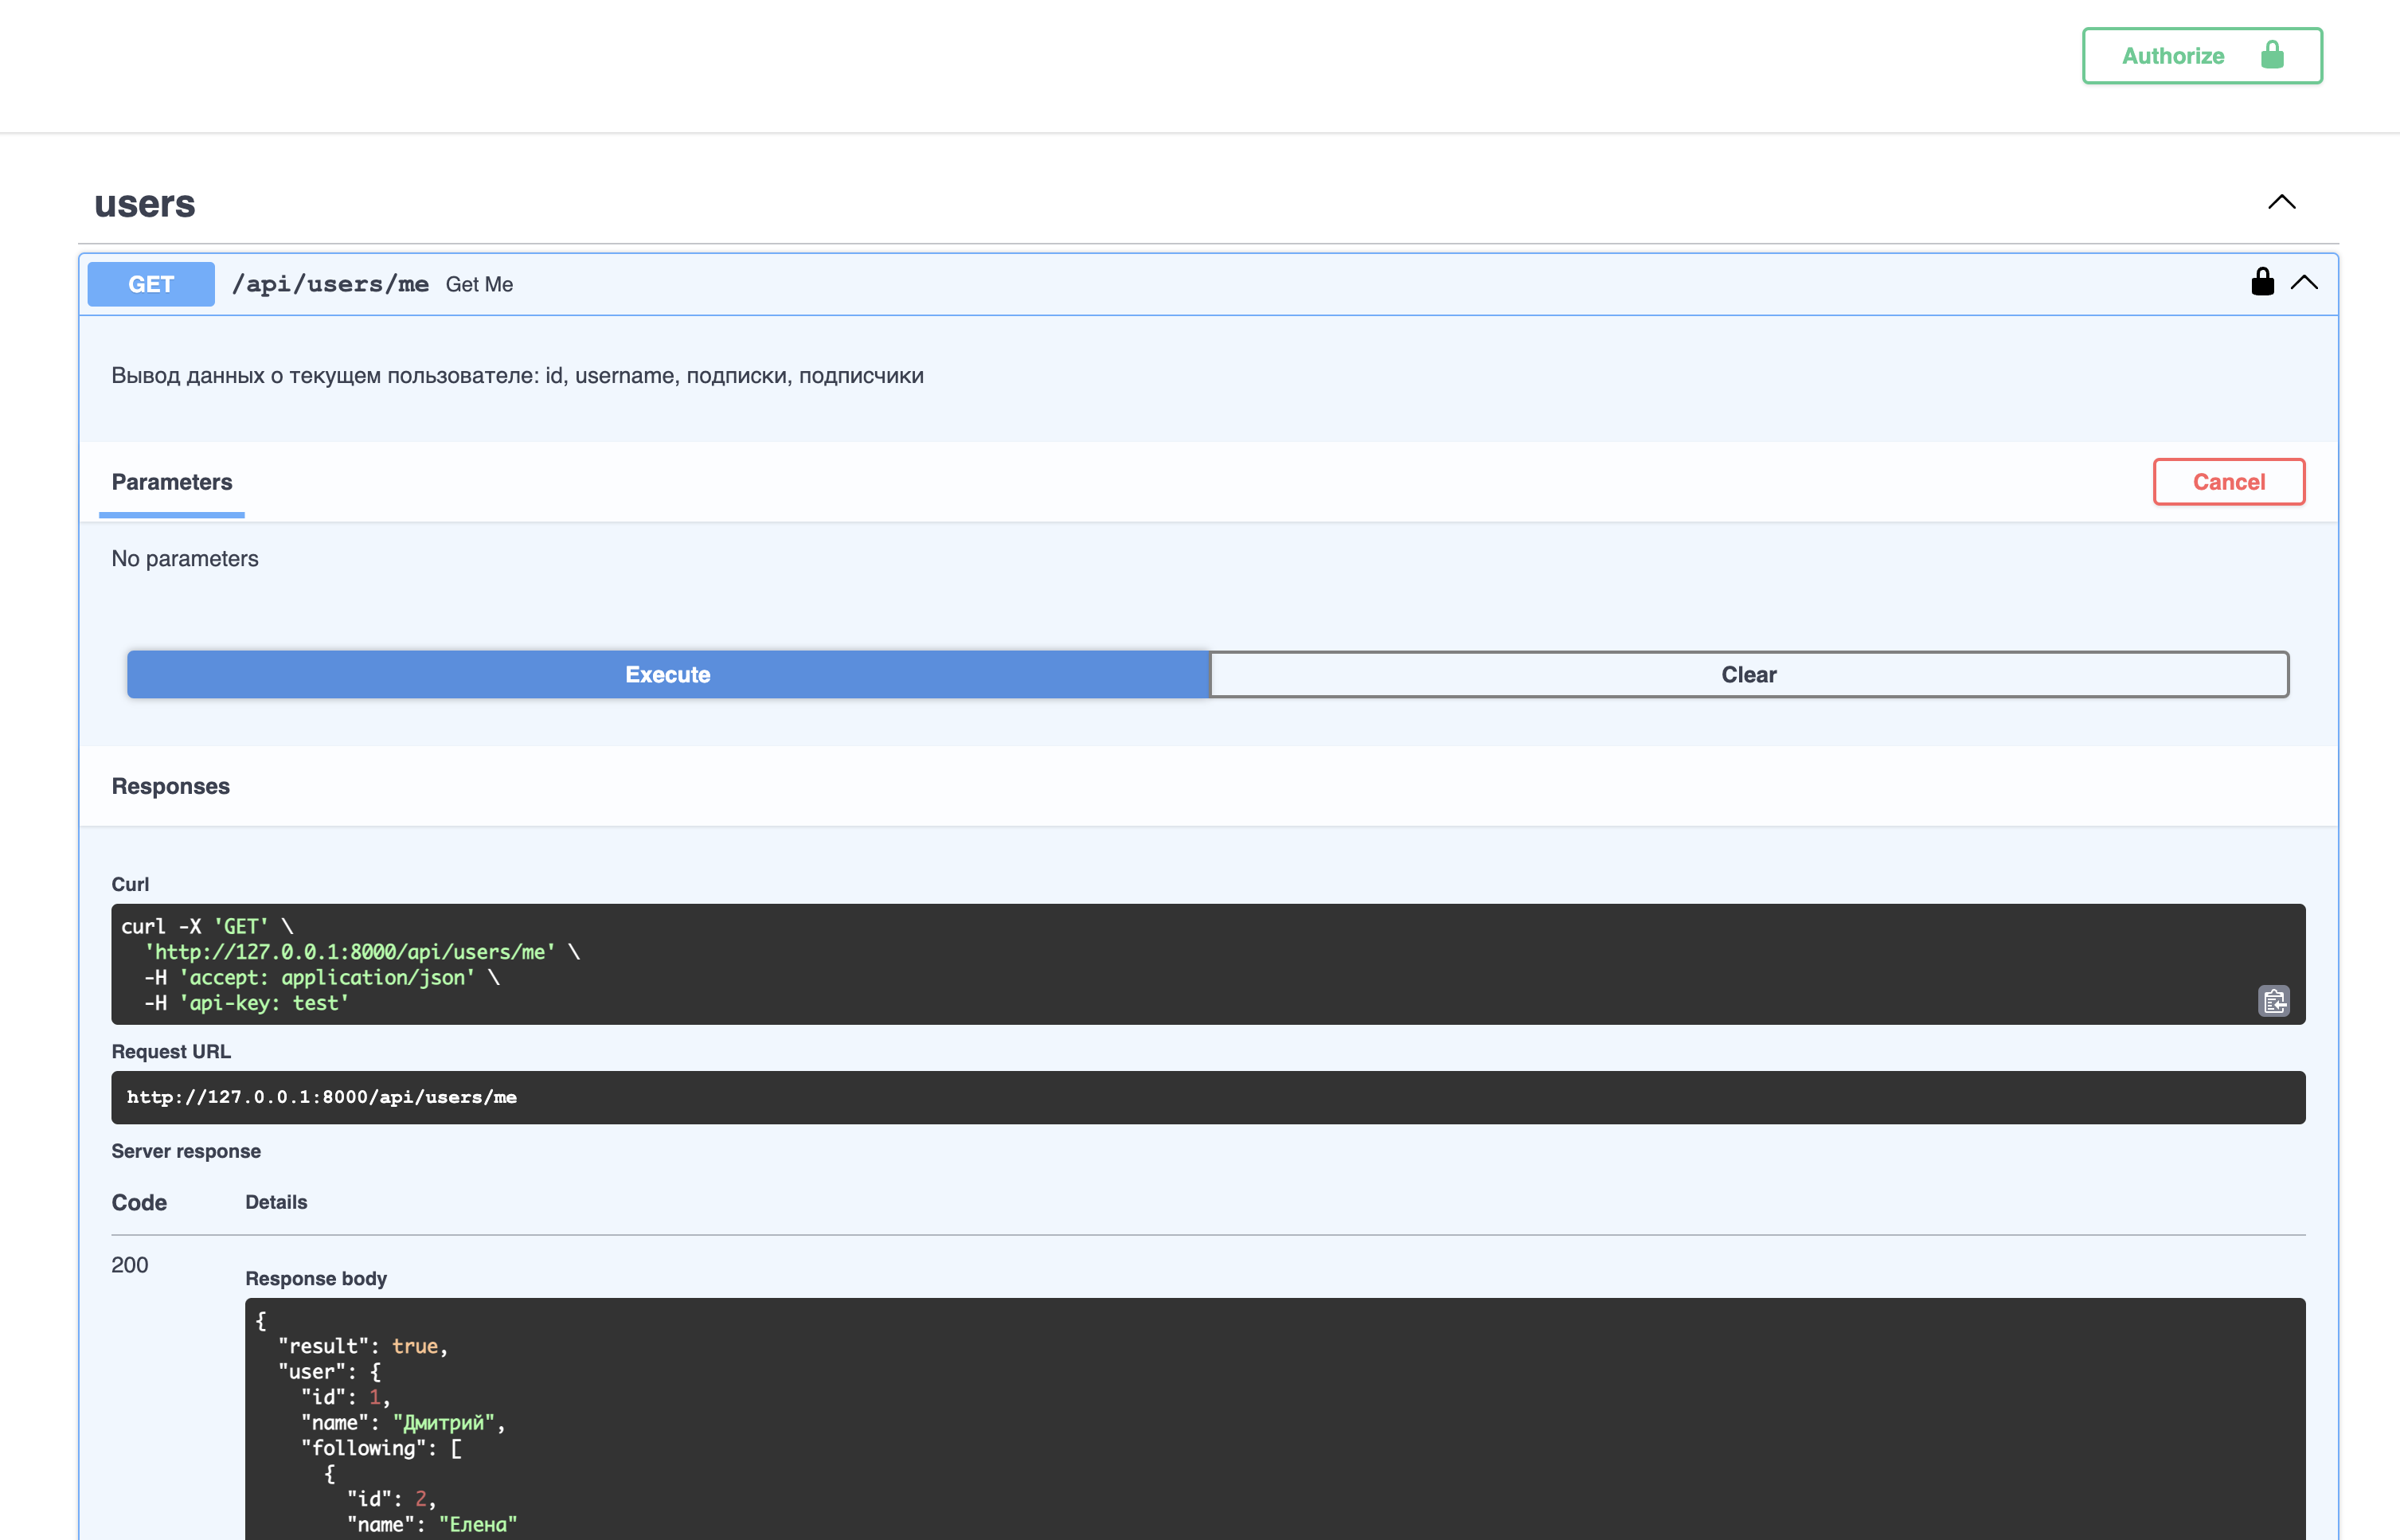 Authorize
users
GET /api/users/me Get Me
Вывод данных о текущем пользователе: id, username, подписки, подписчики
Parameters Cancel
No parameters
Execute Clear
Responses
Curl
curl -X 'GET' \
  'http://127.0.0.1:8000/api/users/me' \
  -H 'accept: application/json' \
  -H 'api-key: test'
Request URL
http://127.0.0.1:8000/api/users/me
Server response
Code Details
200
Response body
{
  "result": true,
  "user": {
    "id": 1,
    "name": "Дмитрий",
    "following": [
      {
        "id": 2,
        "name": "Елена"